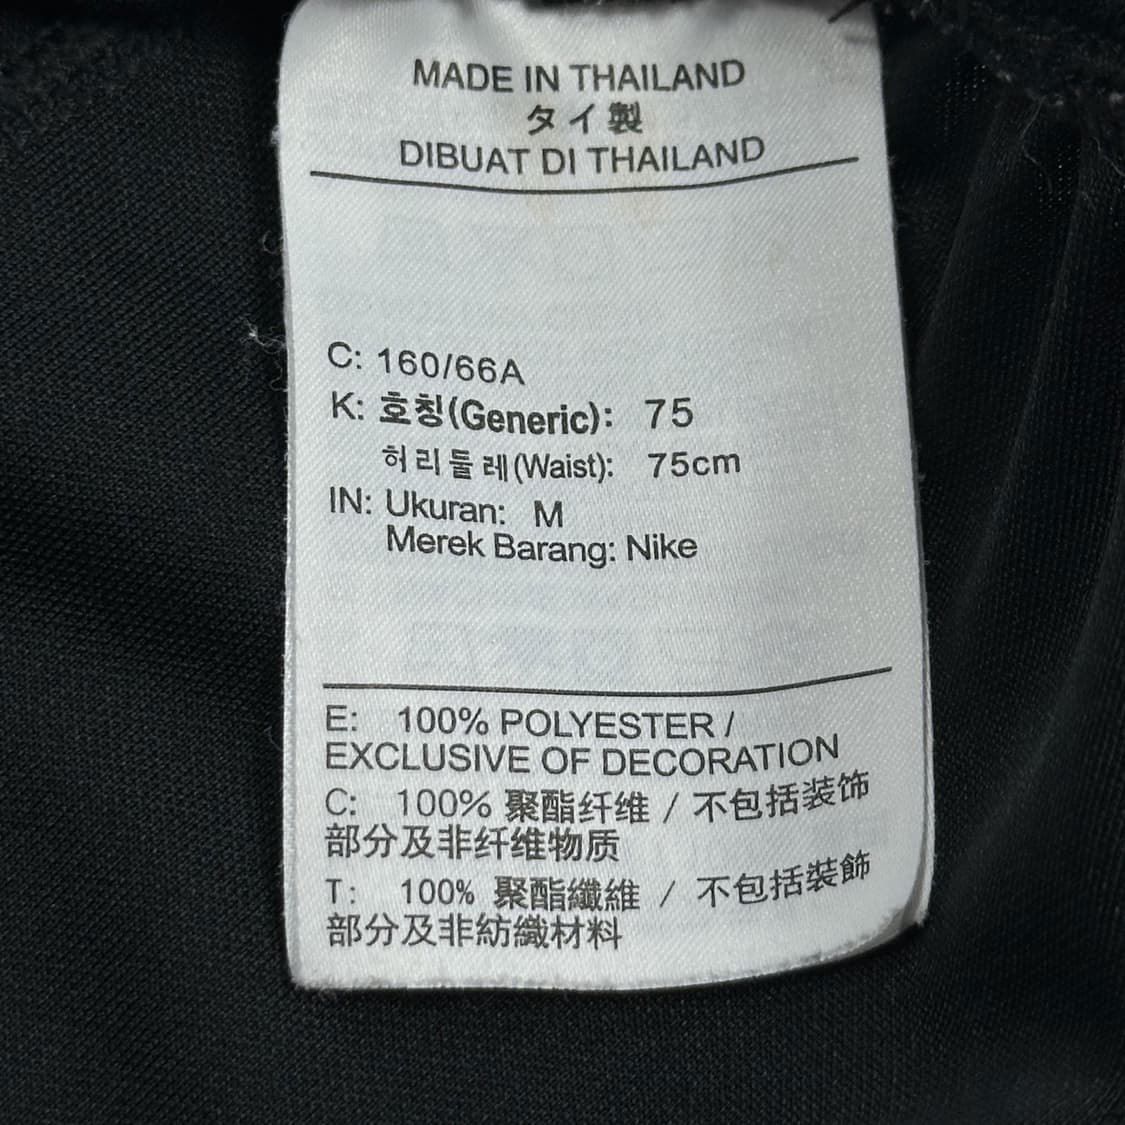 MADE IN THAILAND
タイ製
DIBUAT DI THAILAND
C: 160/66A
K: 호칭(Generic): 75
허리둘레(Waist): 75cm
IN: Ukuran: M
Merek Barang: Nike
E: 100% POLYESTER /
EXCLUSIVE OF DECORATION
C: 100% 聚酯纤维 / 不包括装饰
部分及非纤维物质
T: 100% 聚酯纖維 / 不包括裝飾
部分及非紡織材料